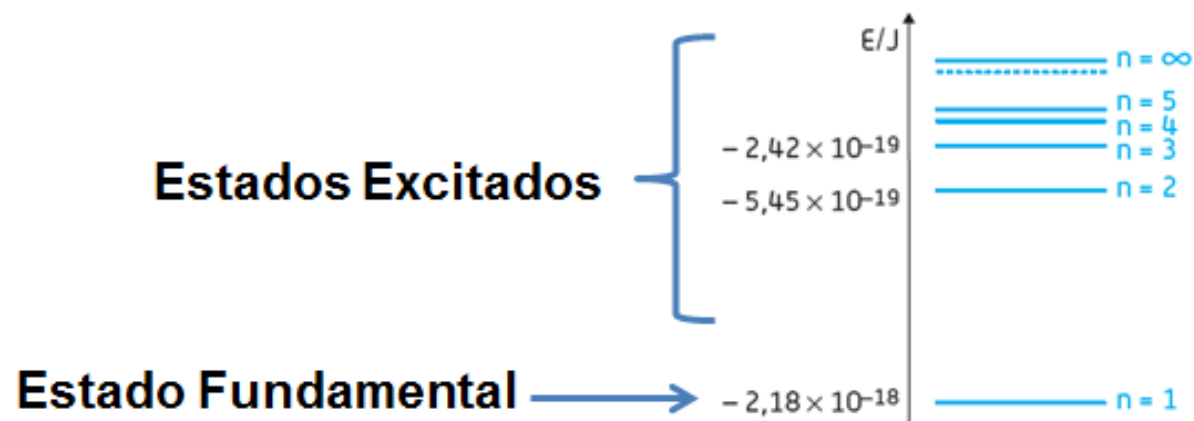 E/J
n = ∞
n = 5
n = 4
− 2,42 × 10⁻¹⁹
n = 3
Estados Excitados
n = 2
− 5,45 × 10⁻¹⁹
Estado Fundamental
− 2,18 × 10⁻¹⁸
n = 1